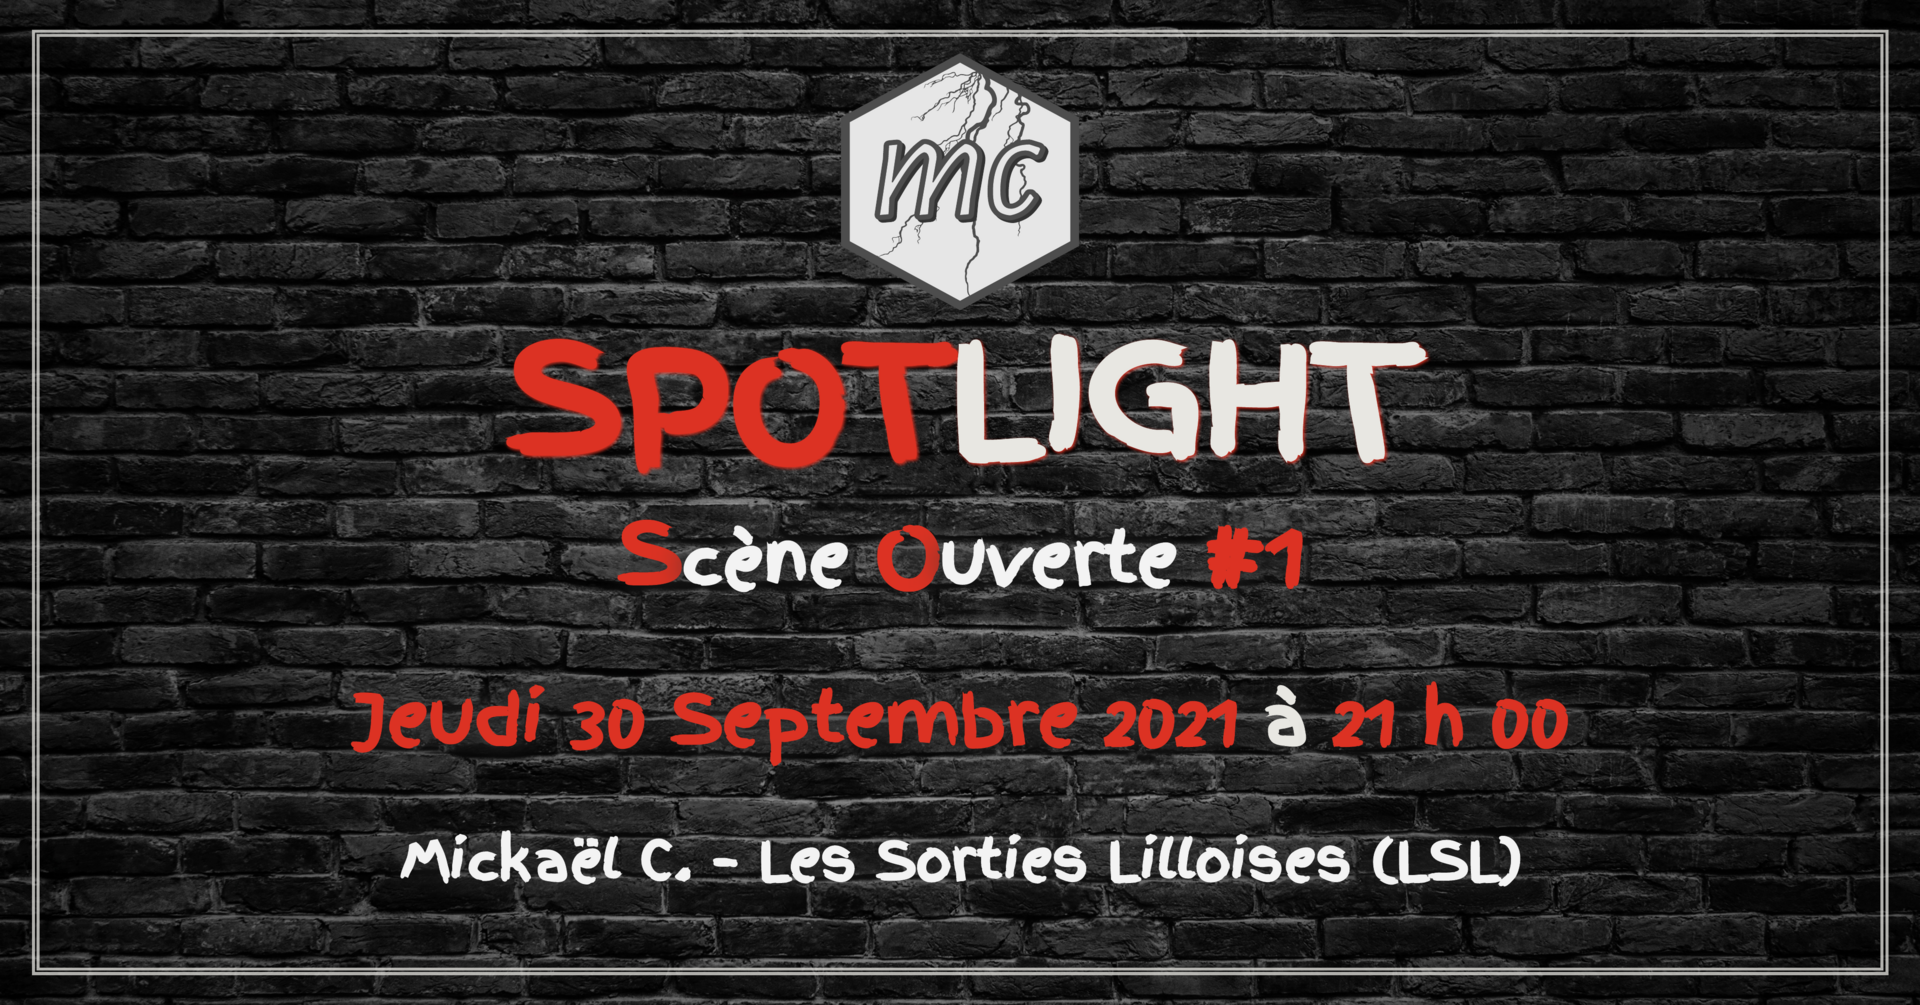 mc
SPOTLIGHT
Scène Ouverte #1
Jeudi 30 Septembre 2021 à 21 h 00
Mickaël C. - Les Sorties Lilloises (LSL)